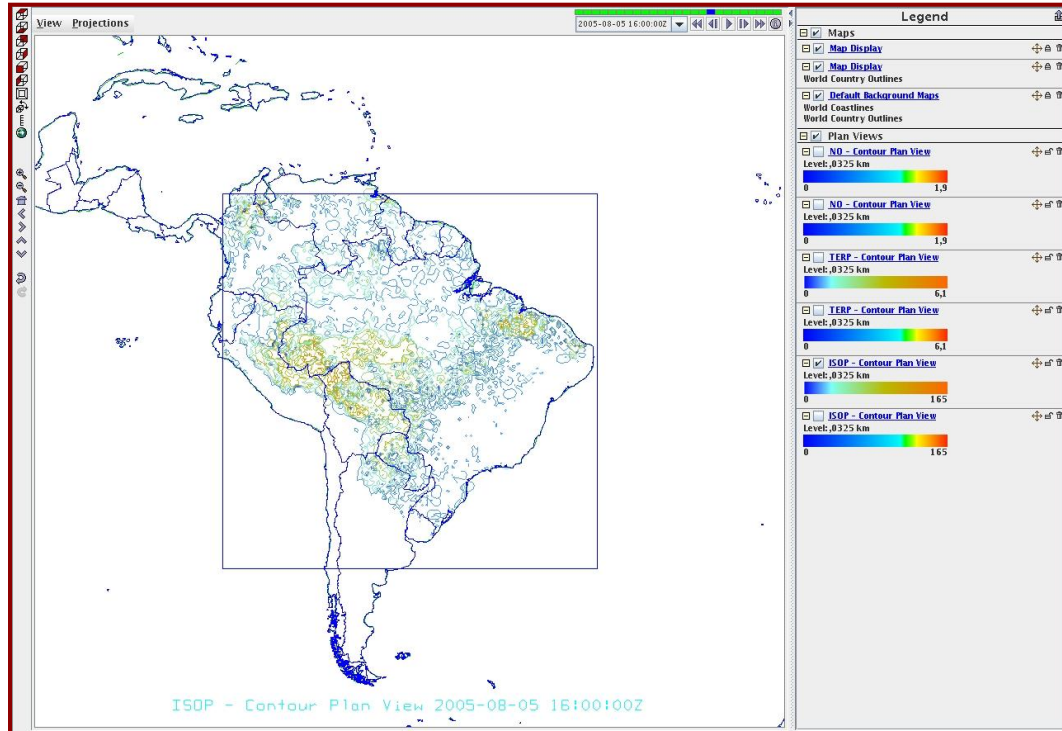 View Projections
2005-08-05 16:00:00Z
ISOP - Contour Plan View 2005-08-05 16:00:00Z
Legend
Maps
Map Display
Map Display
World Country Outlines
Default Background Maps
World Coastlines
World Country Outlines
Plan Views
NO - Contour Plan View
Level:,0325 km
0 1,9
NO - Contour Plan View
Level:,0325 km
0 1,9
TERP - Contour Plan View
Level:,0325 km
0 6,1
TERP - Contour Plan View
Level:,0325 km
0 6,1
ISOP - Contour Plan View
Level:,0325 km
0 165
ISOP - Contour Plan View
Level:,0325 km
0 165